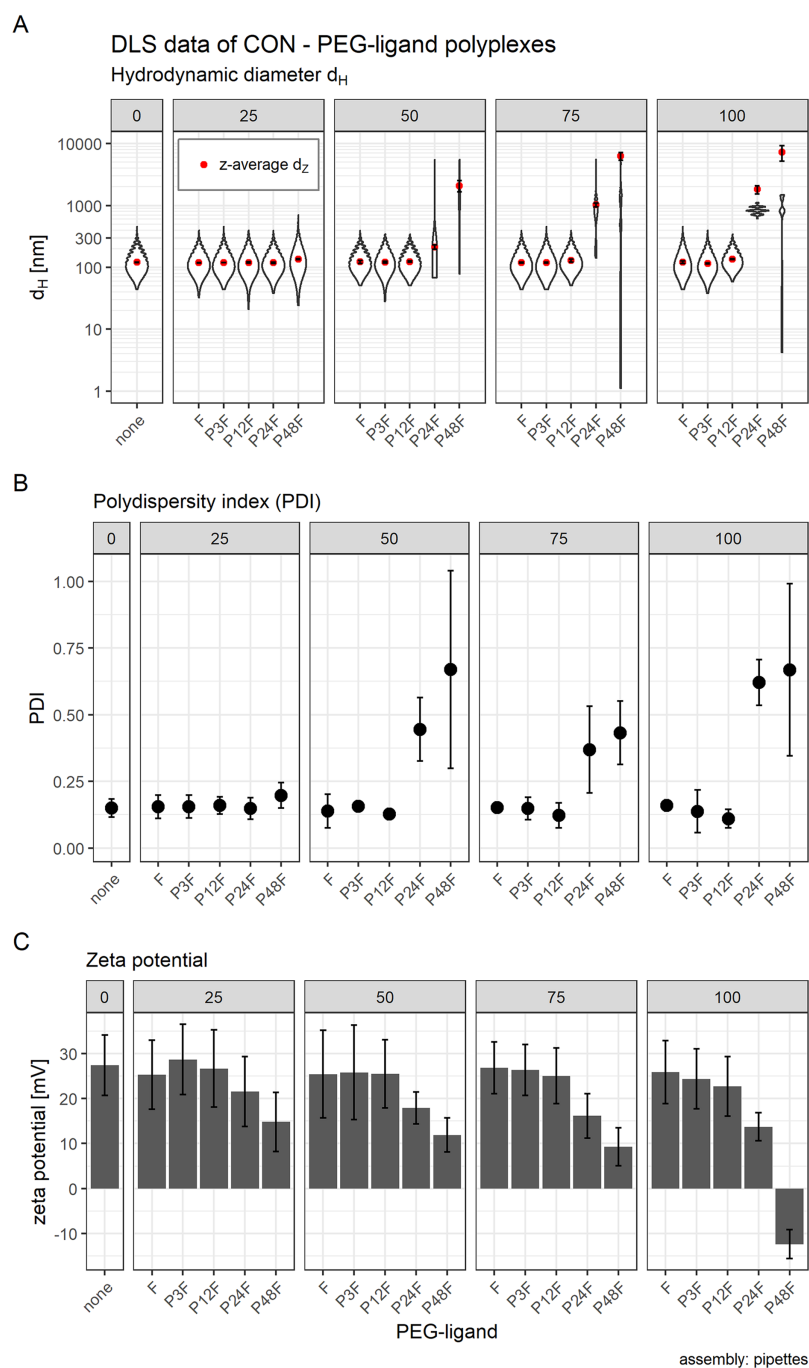 A
DLS data of CON - PEG-ligand polyplexes
Hydrodynamic diameter dH
0 25 50 75 100
10000
1000
300
100
10
1
dH [nm]
z-average dZ
none F P3F P12F P24F P48F F P3F P12F P24F P48F F P3F P12F P24F P48F F P3F P12F P24F P48F
B
Polydispersity index (PDI)
0 25 50 75 100
1.00
0.75
0.50
0.25
0.00
PDI
none F P3F P12F P24F P48F F P3F P12F P24F P48F F P3F P12F P24F P48F F P3F P12F P24F P48F
C
Zeta potential
0 25 50 75 100
30
20
10
0
-10
zeta potential [mV]
none F P3F P12F P24F P48F F P3F P12F P24F P48F F P3F P12F P24F P48F F P3F P12F P24F P48F
PEG-ligand
assembly: pipettes